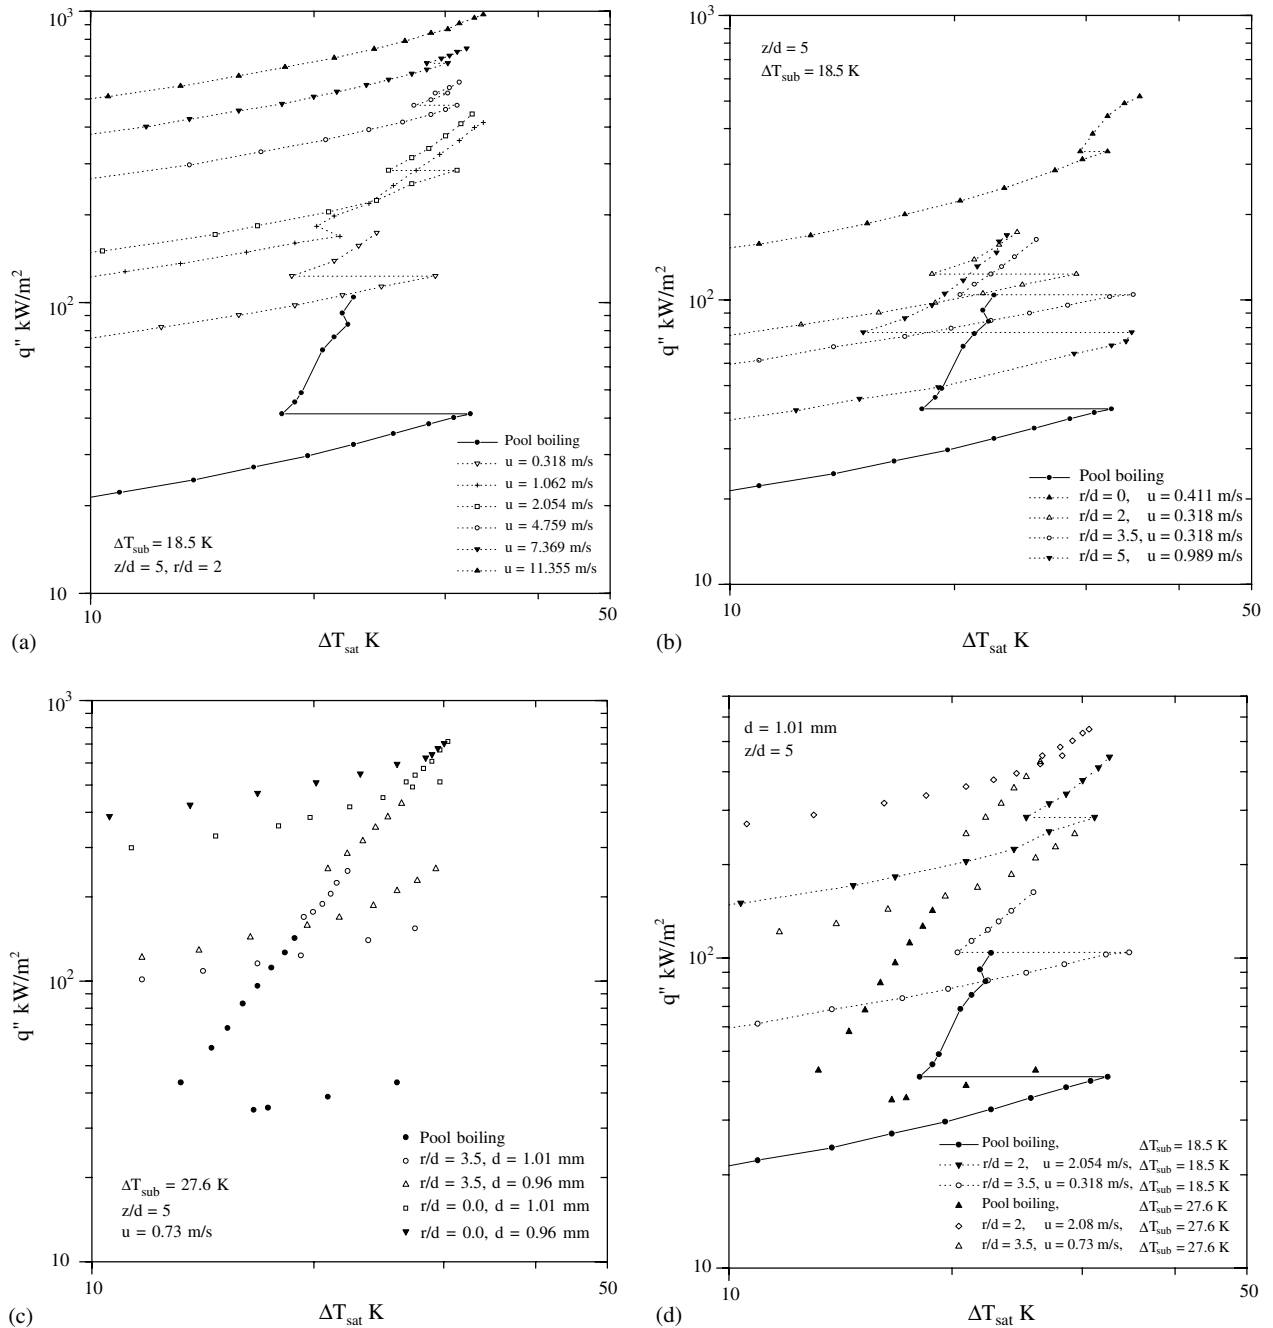 10³
10²
10
q" kW/m²
10
50
ΔT_sat K
(a)
Pool boiling
u = 0.318 m/s
u = 1.062 m/s
u = 2.054 m/s
u = 4.759 m/s
u = 7.369 m/s
u = 11.355 m/s
ΔT_sub = 18.5 K
z/d = 5, r/d = 2
10³
10²
10
q" kW/m²
10
50
ΔT_sat K
(b)
z/d = 5
ΔT_sub = 18.5 K
Pool boiling
r/d = 0, u = 0.411 m/s
r/d = 2, u = 0.318 m/s
r/d = 3.5, u = 0.318 m/s
r/d = 5, u = 0.989 m/s
10³
10²
10
q" kW/m²
10
50
ΔT_sat K
(c)
Pool boiling
r/d = 3.5, d = 1.01 mm
r/d = 3.5, d = 0.96 mm
r/d = 0.0, d = 1.01 mm
r/d = 0.0, d = 0.96 mm
ΔT_sub = 27.6 K
z/d = 5
u = 0.73 m/s
10²
10
q" kW/m²
10
50
ΔT_sat K
(d)
d = 1.01 mm
z/d = 5
Pool boiling, ΔT_sub = 18.5 K
r/d = 2, u = 2.054 m/s, ΔT_sub = 18.5 K
r/d = 3.5, u = 0.318 m/s, ΔT_sub = 18.5 K
Pool boiling, ΔT_sub = 27.6 K
r/d = 2, u = 2.08 m/s, ΔT_sub = 27.6 K
r/d = 3.5, u = 0.73 m/s, ΔT_sub = 27.6 K